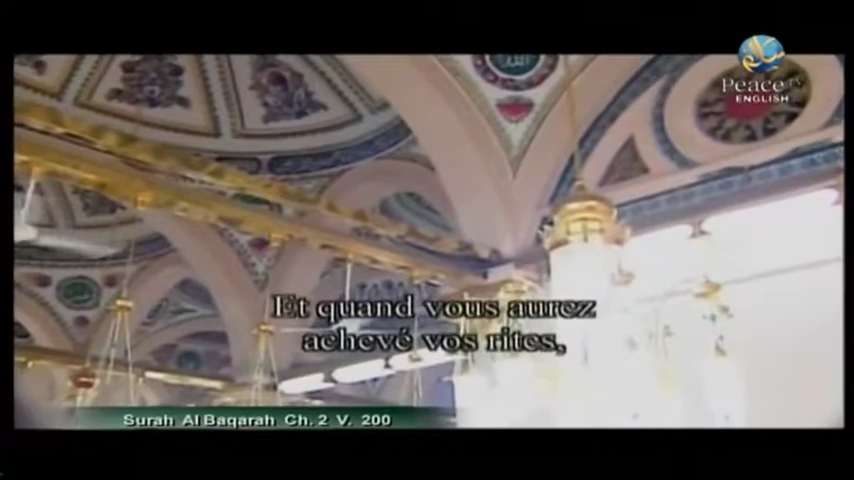 Peace TV
ENGLISH
Et quand vous aurez
achevé vos rites,
Surah Al Baqarah Ch. 2 V. 200